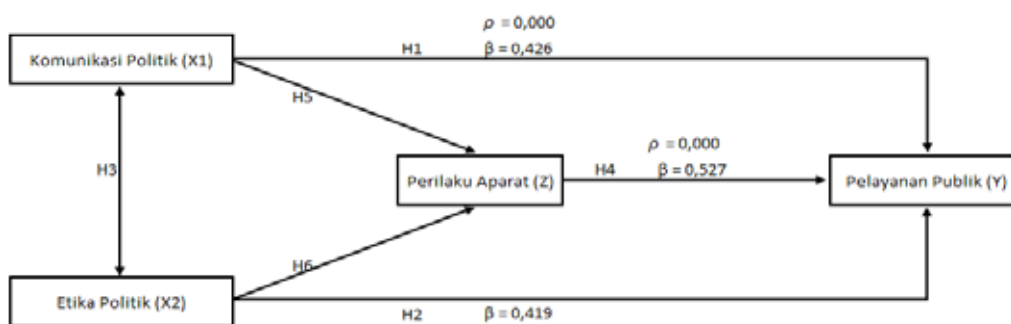 ρ = 0,000
H1 β = 0,426
Komunikasi Politik (X1)
H5
ρ = 0,000
H3
Perilaku Aparat (Z)
H4 β = 0,527
Pelayanan Publik (Y)
H6
Etika Politik (X2)
H2 β = 0,419